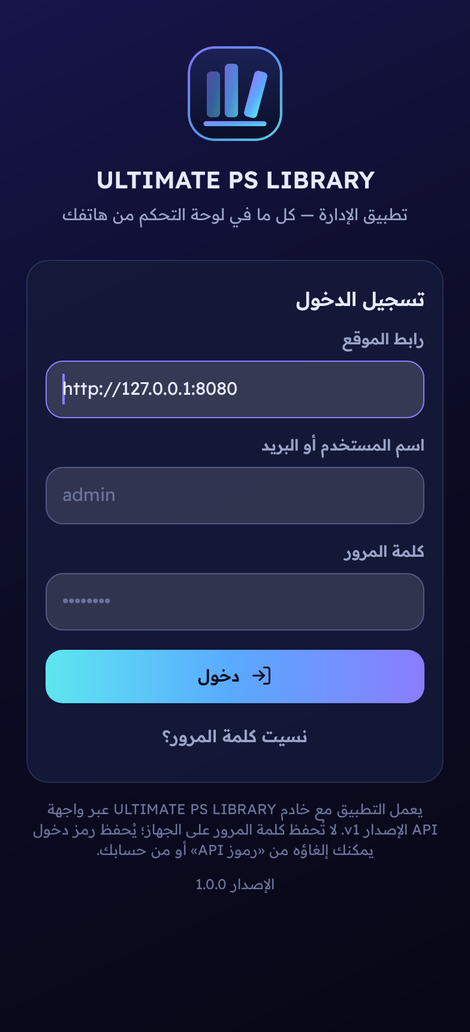 ULTIMATE PS LIBRARY
تطبيق الإدارة — كل ما في لوحة التحكم من هاتفك
تسجيل الدخول
رابط الموقع
http://127.0.0.1:8080
اسم المستخدم أو البريد
admin
كلمة المرور
••••••••
دخول
نسيت كلمة المرور؟
يعمل التطبيق مع خادم ULTIMATE PS LIBRARY عبر واجهة
API الإصدار v1. لا تُحفظ كلمة المرور على الجهاز؛ يُحفظ رمز دخول
يمكنك إلغاؤه من «رموز API» أو من حسابك.
الإصدار 1.0.0